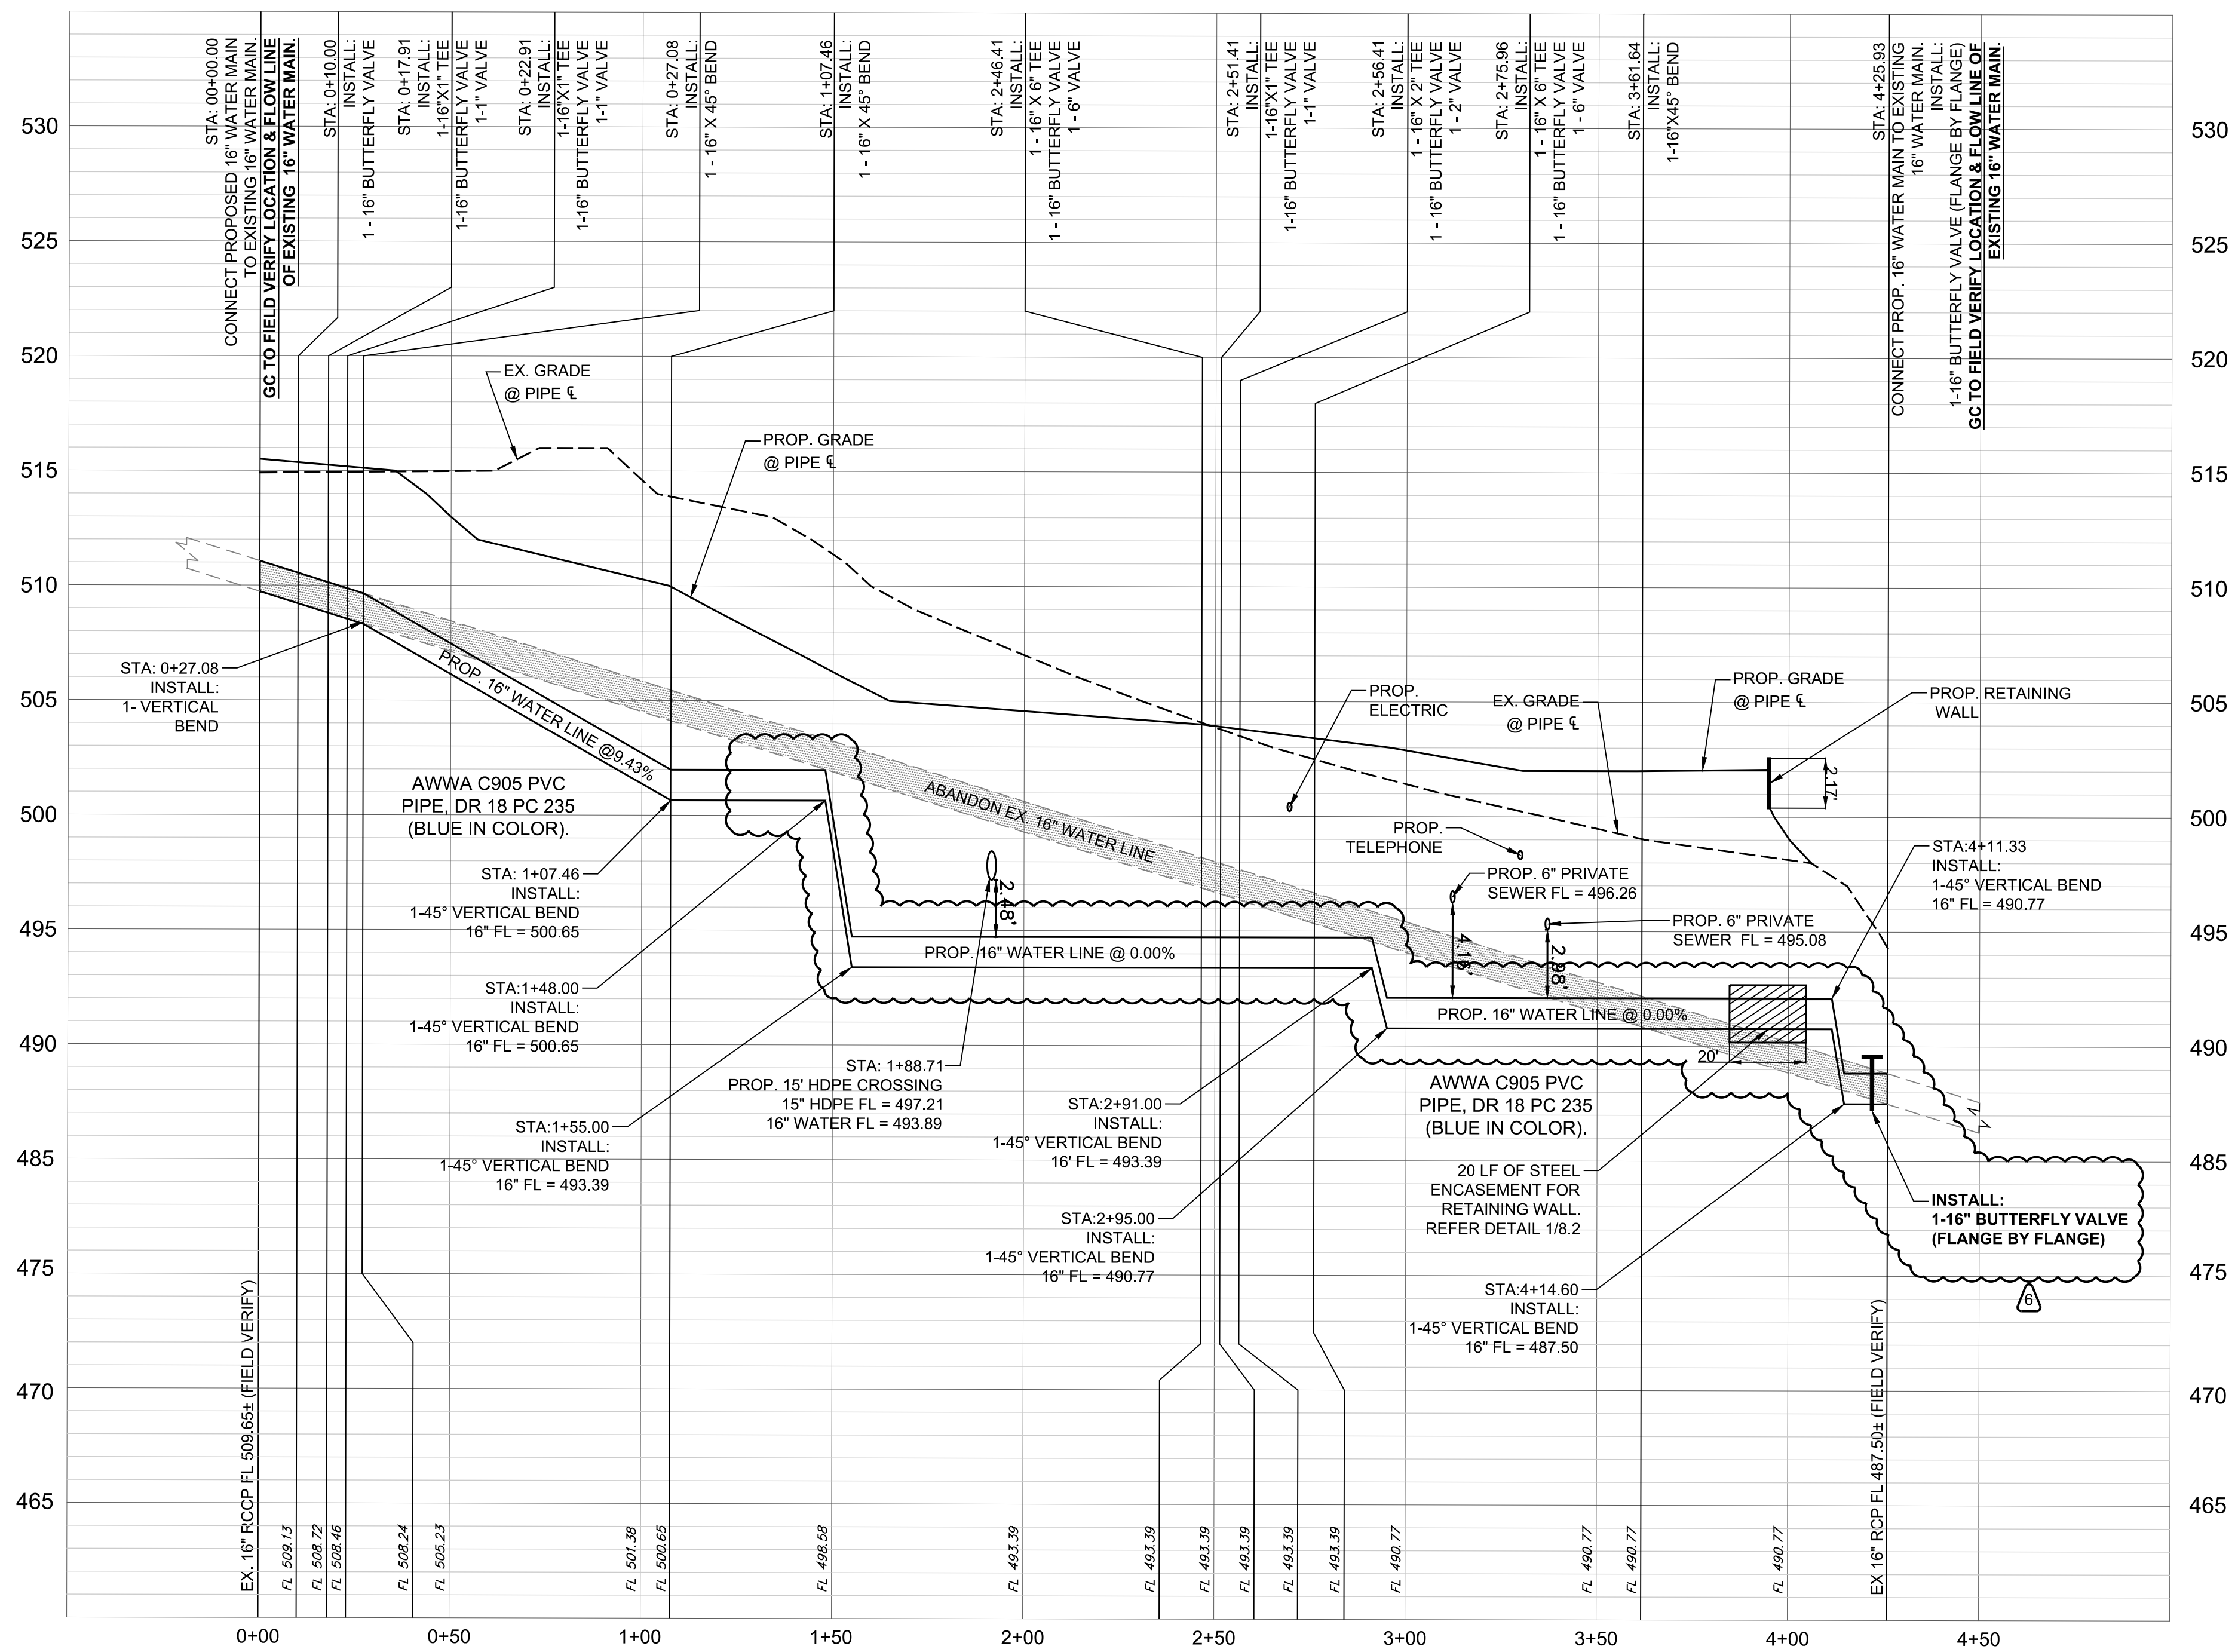 STA: 00+00.00
CONNECT PROPOSED 16" WATER MAIN
TO EXISTING 16" WATER MAIN.
GC TO FIELD VERIFY LOCATION & FLOW LINE
OF EXISTING 16" WATER MAIN.
STA: 0+10.00
INSTALL:
1 - 16" BUTTERFLY VALVE
STA: 0+17.91
INSTALL:
1-16"X1" TEE
1-16" BUTTERFLY VALVE
1-1" VALVE
STA: 0+22.91
INSTALL:
1-16"X1" TEE
1-16" BUTTERFLY VALVE
1-1" VALVE
STA: 0+27.08
INSTALL:
1 - 16" X 45° BEND
STA: 1+07.46
INSTALL:
1 - 16" X 45° BEND
STA: 2+46.41
INSTALL:
1 - 16" X 6" TEE
1 - 16" BUTTERFLY VALVE
1 - 6" VALVE
STA: 2+51.41
INSTALL:
1-16"X1" TEE
1-16" BUTTERFLY VALVE
1-1" VALVE
STA: 2+56.41
INSTALL:
1 - 16" X 2" TEE
1 - 16" BUTTERFLY VALVE
1 - 2" VALVE
STA: 2+75.96
INSTALL:
1 - 16" X 6" TEE
1 - 16" BUTTERFLY VALVE
1 - 6" VALVE
STA: 3+61.64
INSTALL:
1-16"X45° BEND
STA: 4+25.93
CONNECT PROP. 16" WATER MAIN TO EXISTING
16" WATER MAIN.
INSTALL:
1-16" BUTTERFLY VALVE (FLANGE BY FLANGE)
GC TO FIELD VERIFY LOCATION & FLOW LINE OF
EXISTING 16" WATER MAIN.
530
525
520
515
510
505
500
495
490
485
475
470
465
530
525
520
515
510
505
500
495
490
485
475
470
465
EX. GRADE
@ PIPE ℄
PROP. GRADE
@ PIPE ℄
STA: 0+27.08
INSTALL:
1- VERTICAL
BEND
PROP. 16" WATER LINE @9.43%
AWWA C905 PVC
PIPE, DR 18 PC 235
(BLUE IN COLOR).
ABANDON EX. 16" WATER LINE
PROP.
ELECTRIC
EX. GRADE
@ PIPE ℄
PROP. GRADE
@ PIPE ℄
PROP. RETAINING
WALL
2.17'
PROP.
TELEPHONE
PROP. 6" PRIVATE
SEWER FL = 496.26
PROP. 6" PRIVATE
SEWER FL = 495.08
STA:4+11.33
INSTALL:
1-45° VERTICAL BEND
16" FL = 490.77
STA: 1+07.46
INSTALL:
1-45° VERTICAL BEND
16" FL = 500.65
2.48'
4.16'
2.98'
PROP. 16" WATER LINE @ 0.00%
STA:1+48.00
INSTALL:
1-45° VERTICAL BEND
16" FL = 500.65
PROP. 16" WATER LINE @ 0.00%
20'
STA: 1+88.71
PROP. 15' HDPE CROSSING
15" HDPE FL = 497.21
16" WATER FL = 493.89
AWWA C905 PVC
PIPE, DR 18 PC 235
(BLUE IN COLOR).
STA:2+91.00
INSTALL:
1-45° VERTICAL BEND
16' FL = 493.39
STA:1+55.00
INSTALL:
1-45° VERTICAL BEND
16" FL = 493.39
20 LF OF STEEL
ENCASEMENT FOR
RETAINING WALL.
REFER DETAIL 1/8.2
STA:2+95.00
INSTALL:
1-45° VERTICAL BEND
16" FL = 490.77
INSTALL:
1-16" BUTTERFLY VALVE
(FLANGE BY FLANGE)
STA:4+14.60
INSTALL:
1-45° VERTICAL BEND
16" FL = 487.50
6
EX. 16" RCCP FL 509.65± (FIELD VERIFY)
FL 509.13
FL 508.72
FL 508.46
FL 508.24
FL 505.23
FL 501.38
FL 500.65
FL 498.58
FL 493.39
FL 493.39
FL 493.39
FL 493.39
FL 493.39
FL 493.39
FL 490.77
FL 490.77
FL 490.77
FL 490.77
EX 16" RCP FL 487.50± (FIELD VERIFY)
0+00
0+50
1+00
1+50
2+00
2+50
3+00
3+50
4+00
4+50